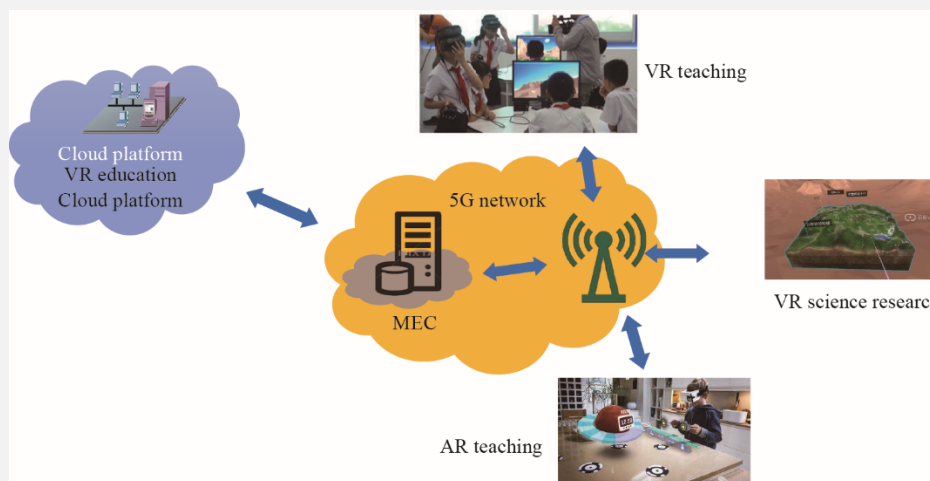 VR teaching
Cloud platform
VR education
Cloud platform
5G network
MEC
VR science researc
AR teaching